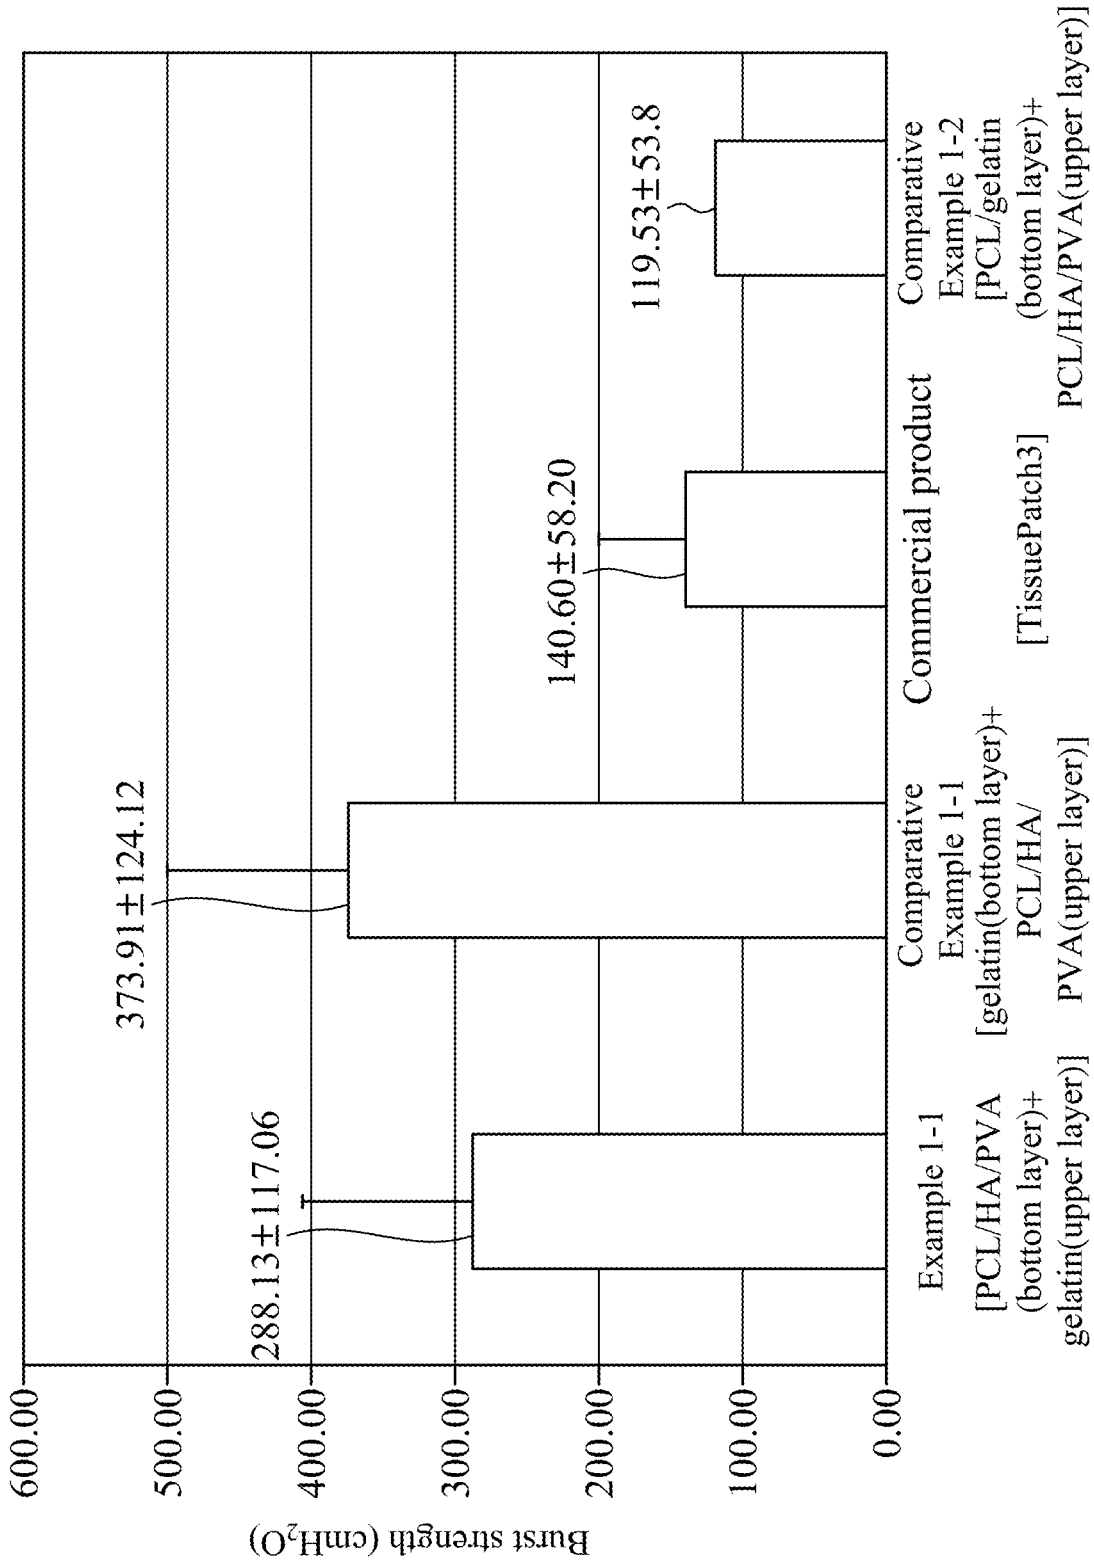 Burst strength (cmH₂O)
600.00
500.00
400.00
300.00
200.00
100.00
0.00
288.13±117.06
373.91±124.12
140.60±58.20
119.53±53.8
Example 1-1
[PCL/HA/PVA
(bottom layer)+
gelatin(upper layer)]
Comparative
Example 1-1
[gelatin(bottom layer)+
PCL/HA/
PVA(upper layer)]
Commercial product
[TissuePatch3]
Comparative
Example 1-2
[PCL/gelatin
(bottom layer)+
PCL/HA/PVA(upper layer)]